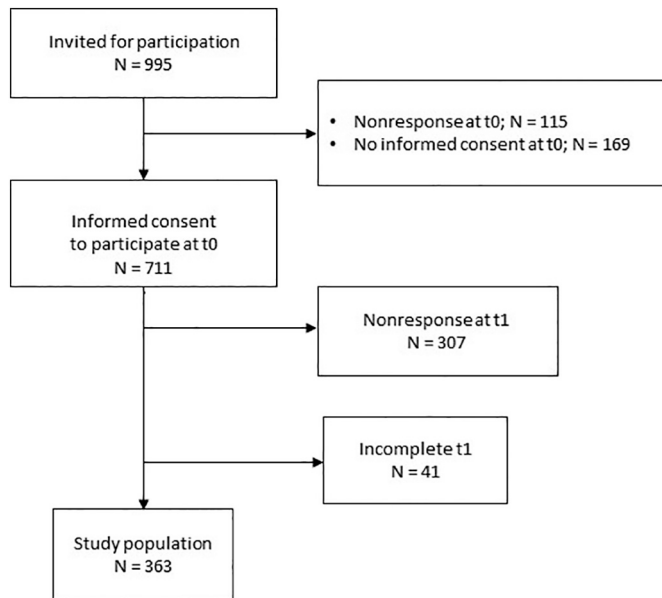 Invited for participation
N = 995
• Nonresponse at t0; N = 115
• No informed consent at t0; N = 169
Informed consent
to participate at t0
N = 711
Nonresponse at t1
N = 307
Incomplete t1
N = 41
Study population
N = 363